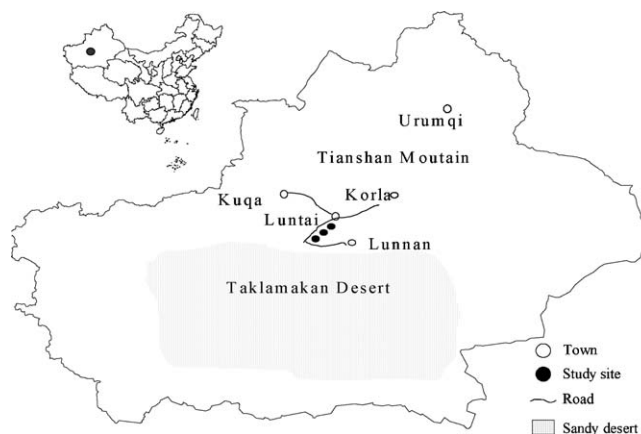 Urumqi
Tianshan Moutain
Kuqa
Korla
Luntai
Lunnan
Taklamakan Desert
Town
Study site
Road
Sandy desert